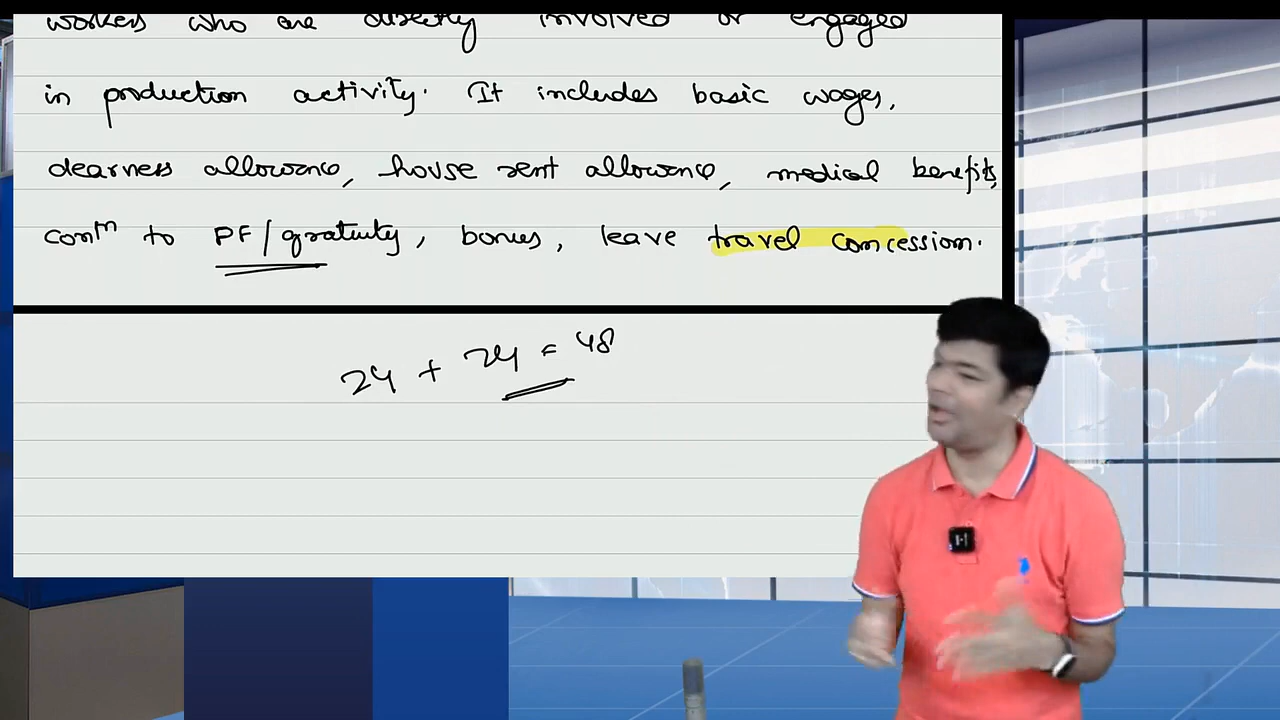 workers who are directly involved or engaged
in production activity. It includes basic wages,
dearness allowance, house rent allowance, medical benefits,
conⁿ to PF/gratuity, bonus, leave travel concession.
24 + 24 = 48